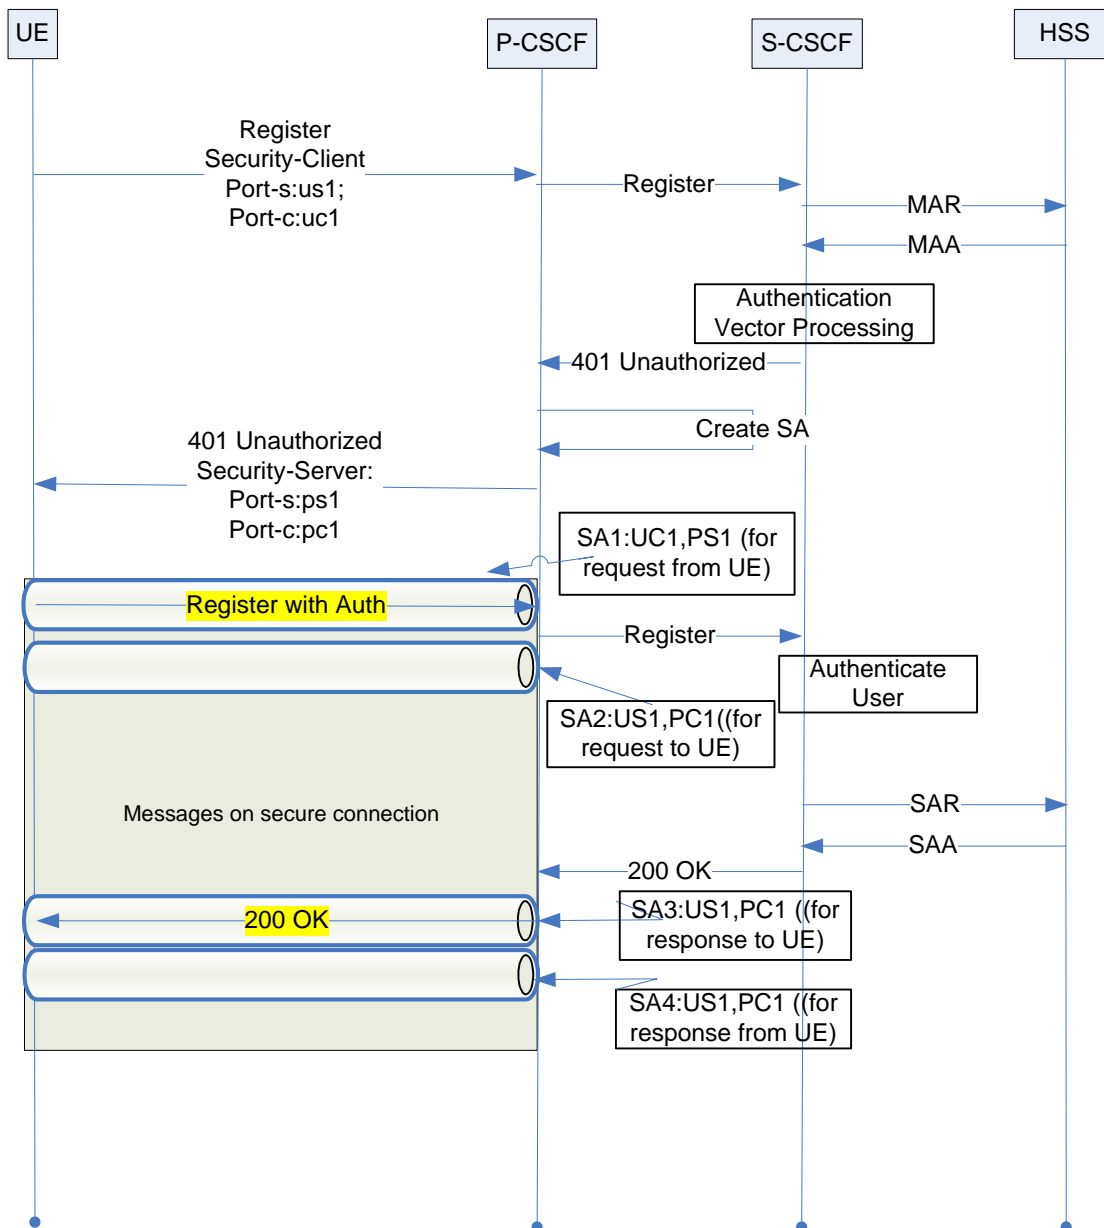 UE
P-CSCF
S-CSCF
HSS
Register
Security-Client
Port-s:us1;
Port-c:uc1
Register
MAR
MAA
Authentication
Vector Processing
401 Unauthorized
Create SA
401 Unauthorized
Security-Server:
Port-s:ps1
Port-c:pc1
SA1:UC1,PS1 (for
request from UE)
Register with Auth
Register
Authenticate
User
SA2:US1,PC1((for
request to UE)
Messages on secure connection
SAR
SAA
200 OK
200 OK
SA3:US1,PC1 ((for
response to UE)
SA4:US1,PC1 ((for
response from UE)